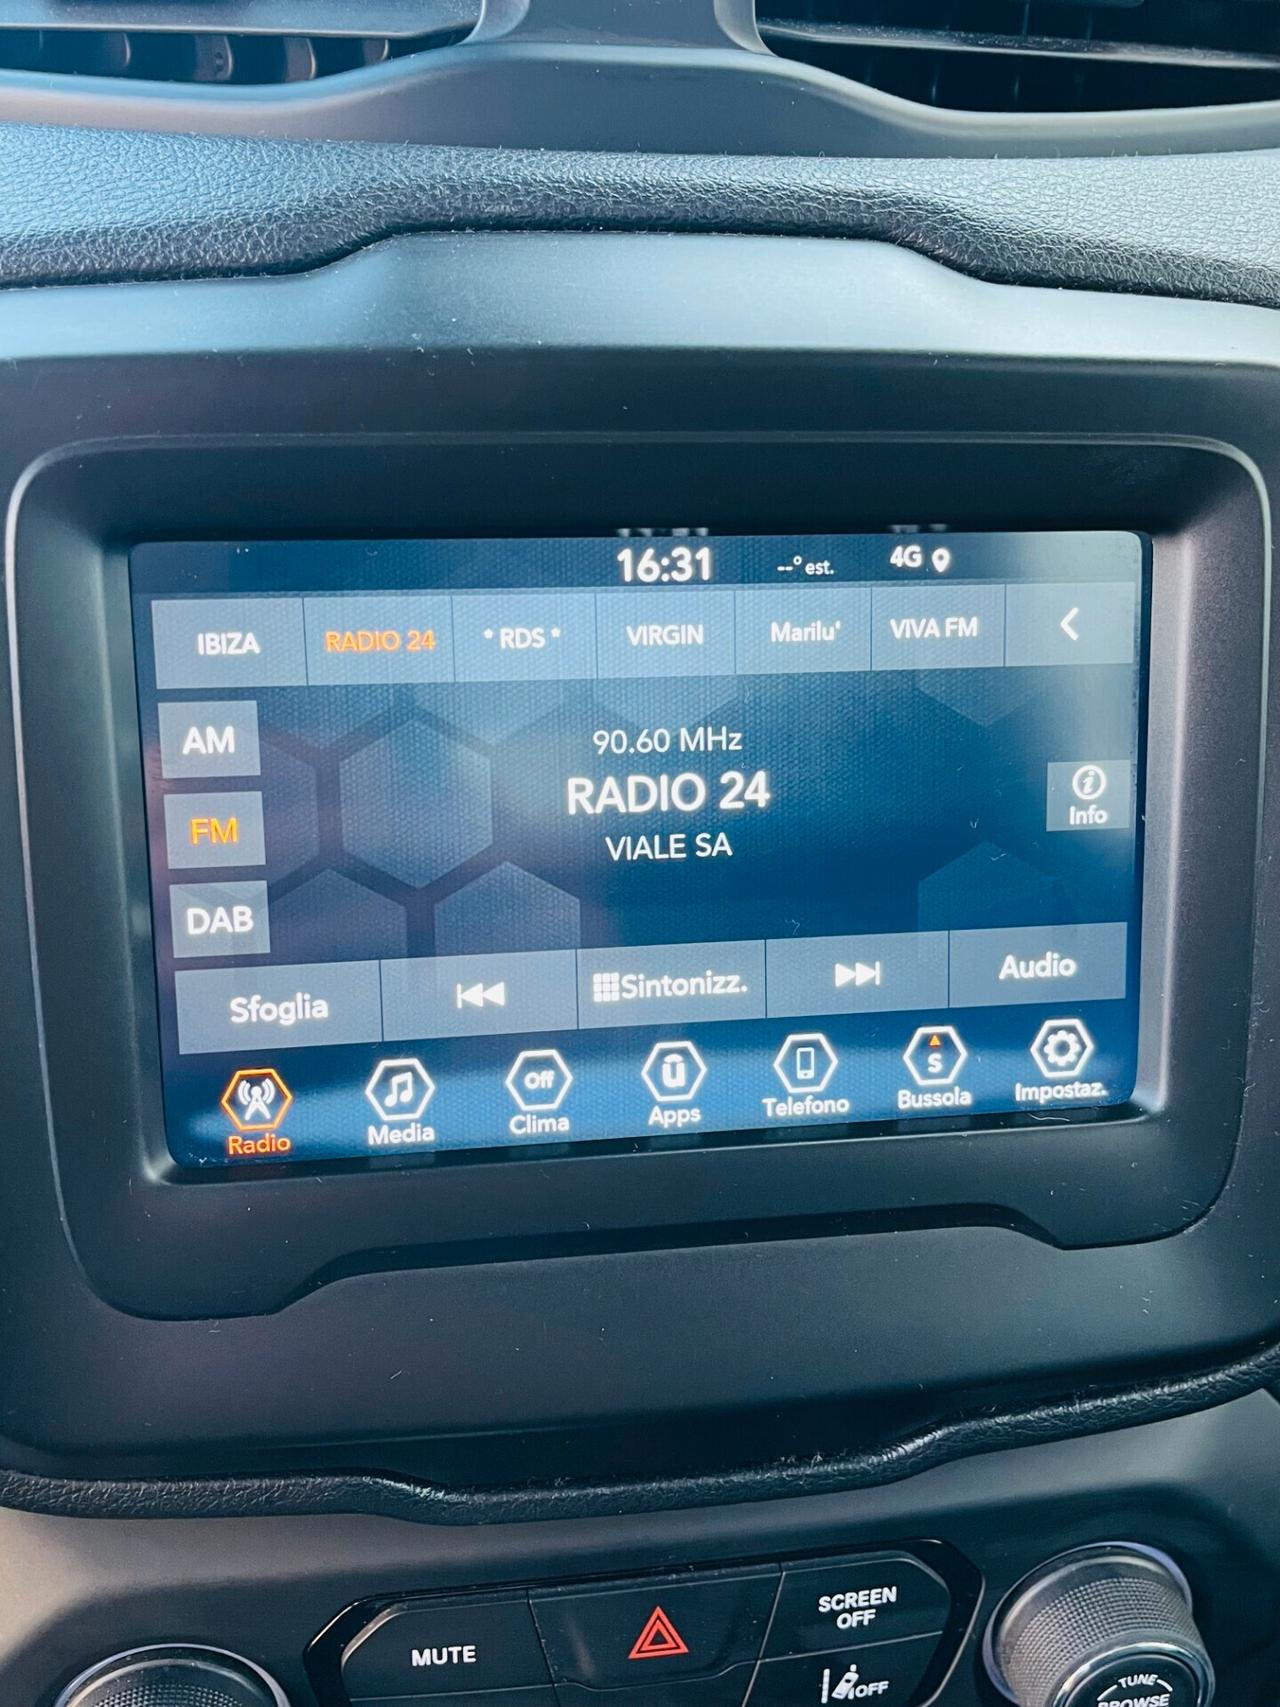 16:31 --° est. 4G
IBIZA RADIO 24 * RDS * VIRGIN Marilu' VIVA FM
AM
90.60 MHz
RADIO 24
Info
FM
VIALE SA
DAB
Sfoglia Sintonizz. Audio
Radio Media Off Clima Apps Telefono S Bussola Impostaz.
MUTE
SCREEN
OFF
OFF
TUNE
BROWSE